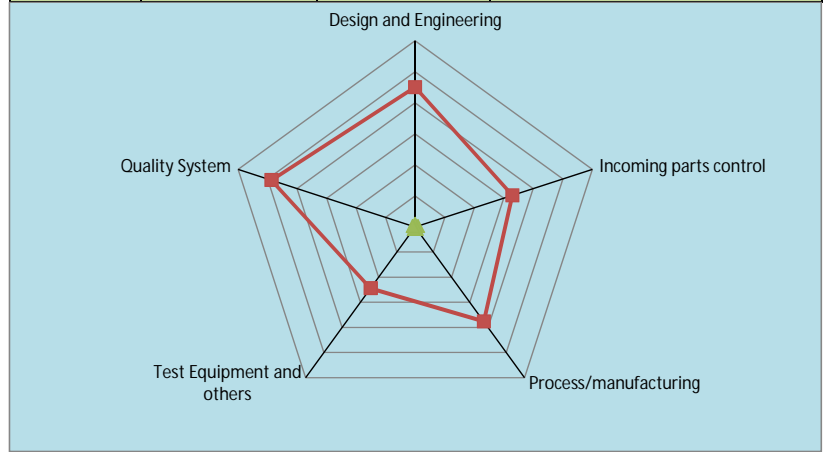 Design and Engineering
Quality System
Incoming parts control
Test Equipment and
others
Process/manufacturing